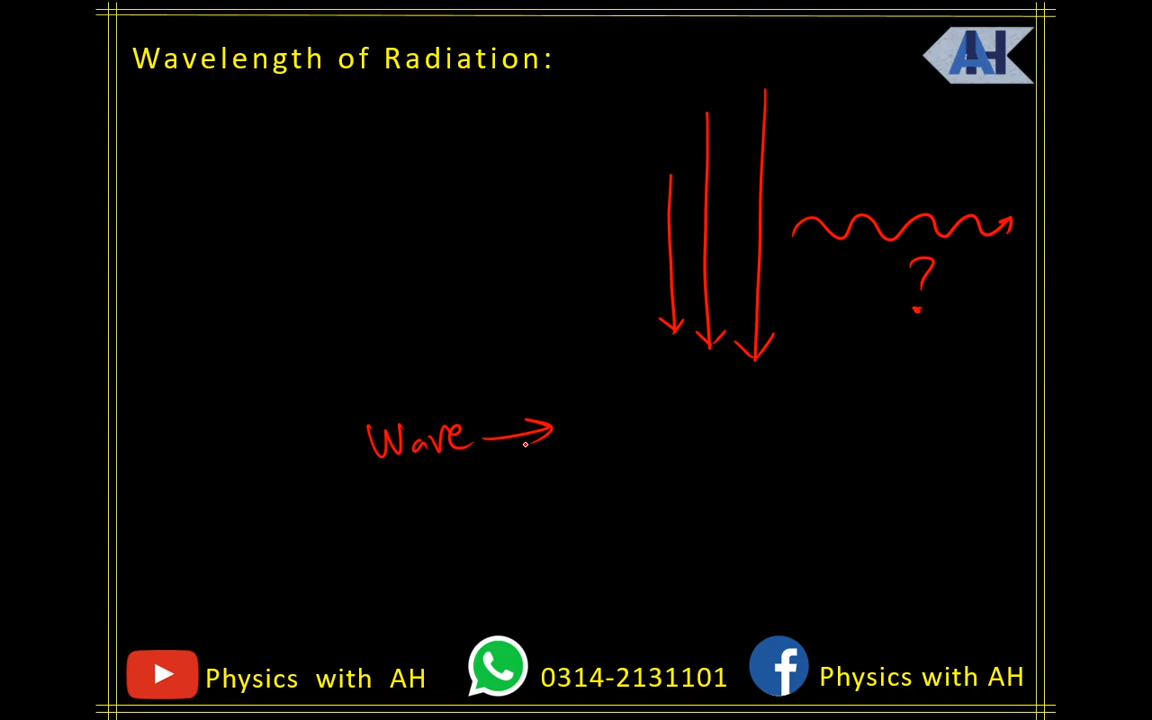 Wavelength of Radiation:
AH
?
Wave →
Physics with AH
0314-2131101
Physics with AH